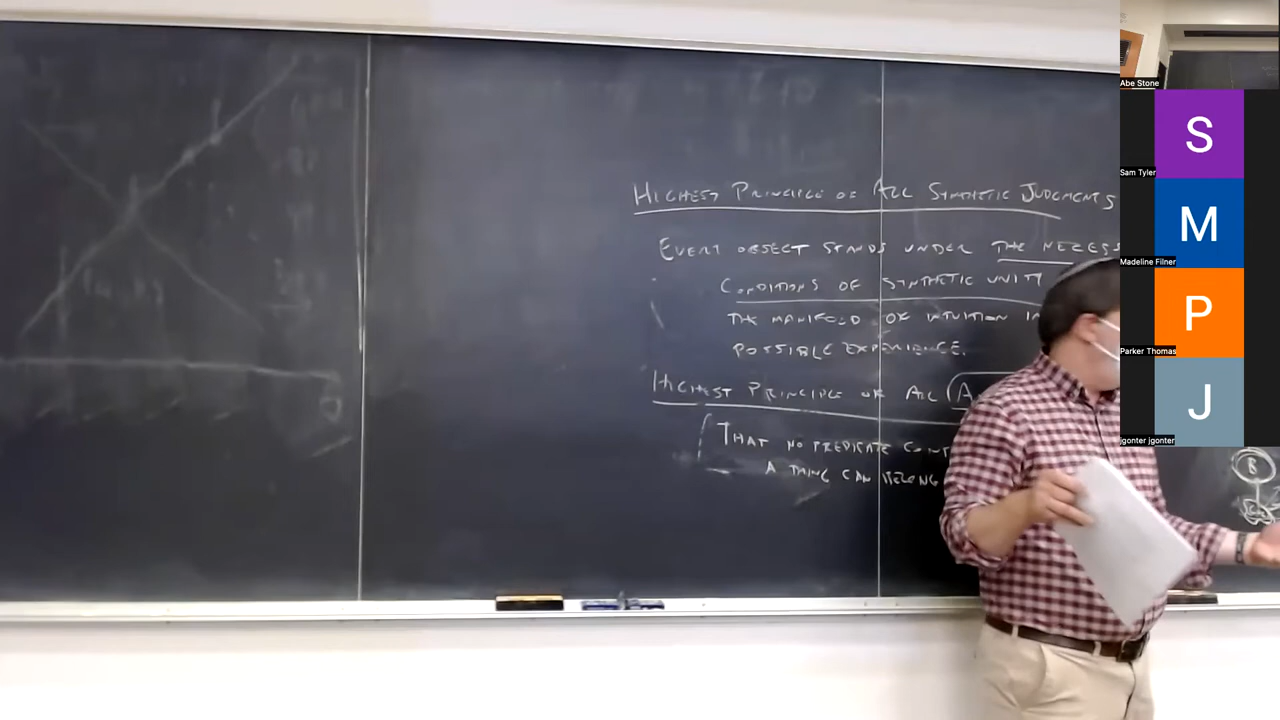 HIGHEST PRINCIPLE OF ALL SYNTHETIC JUDGMENTS
EVERY OBJECT STANDS UNDER THE NECESS
CONDITIONS OF SYNTHETIC UNITY
THE MANIFOLD OF INTUITION IN
POSSIBLE EXPERIENCE.
HIGHEST PRINCIPLE OF ALL (A
THAT NO PREDICATE CONT
A THING CAN BELONG
B
Abe Stone
S
Sam Tyler
M
Madeline Filner
P
Parker Thomas
J
jgonter jgonter